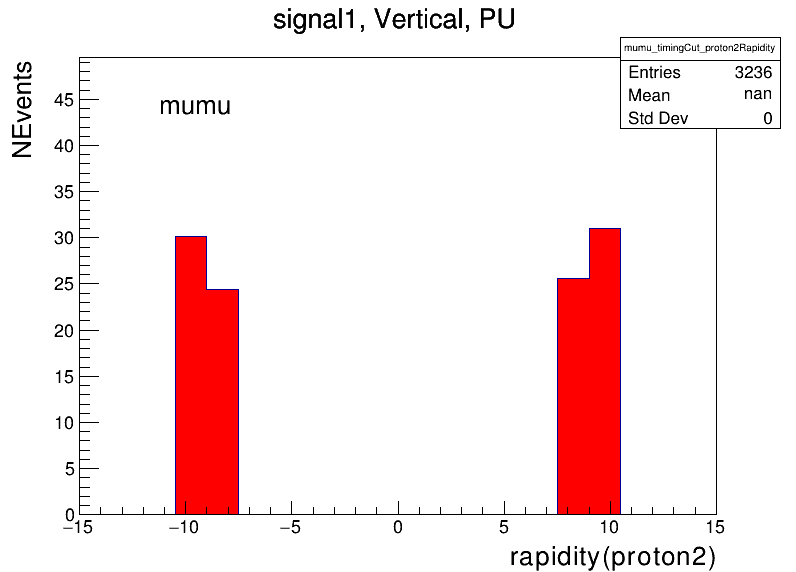 signal1, Vertical, PU
mumu_timingCut_proton2Rapidity
Entries 3236
Mean nan
Std Dev 0
NEvents
mumu
45
40
35
30
25
20
15
10
5
0
−15 −10 −5 0 5 10 15
rapidity(proton2)